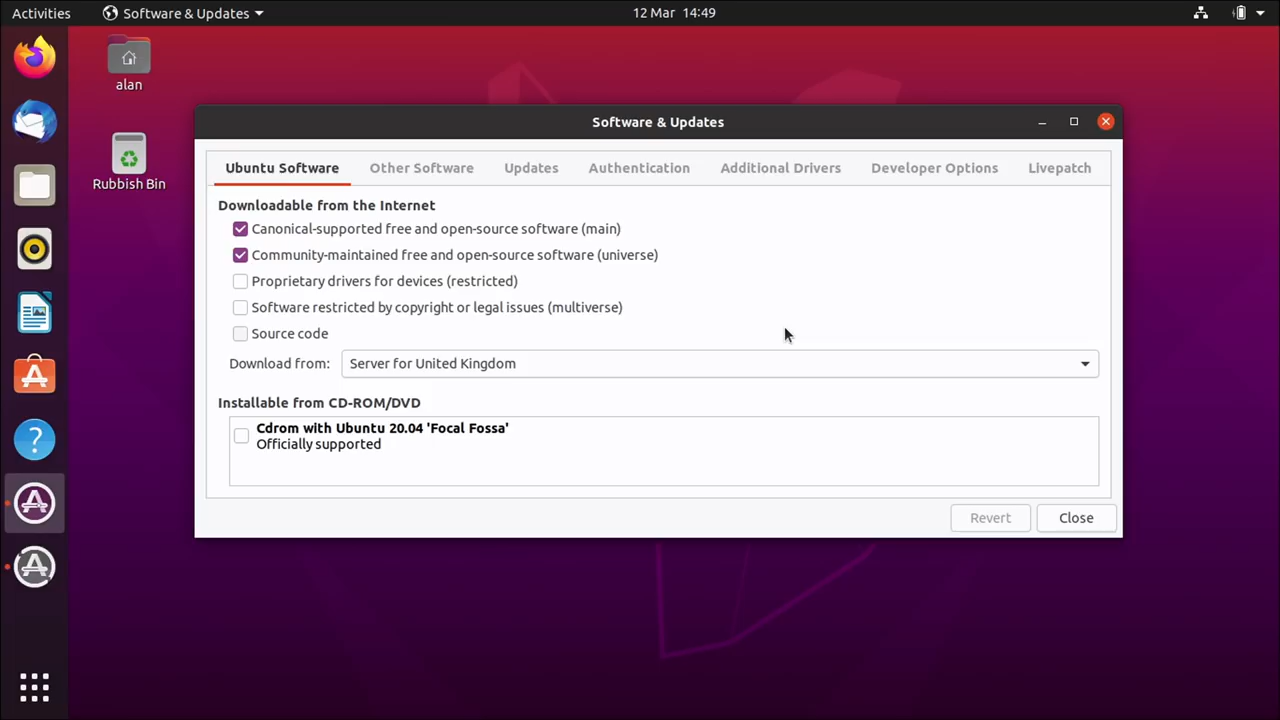 Activities
Software & Updates
12 Mar 14:49
alan
Rubbish Bin
Software & Updates
Ubuntu Software
Other Software
Updates
Authentication
Additional Drivers
Developer Options
Livepatch
Downloadable from the Internet
Canonical-supported free and open-source software (main)
Community-maintained free and open-source software (universe)
Proprietary drivers for devices (restricted)
Software restricted by copyright or legal issues (multiverse)
Source code
Download from:
Server for United Kingdom
Installable from CD-ROM/DVD
Cdrom with Ubuntu 20.04 'Focal Fossa'
Officially supported
Revert
Close